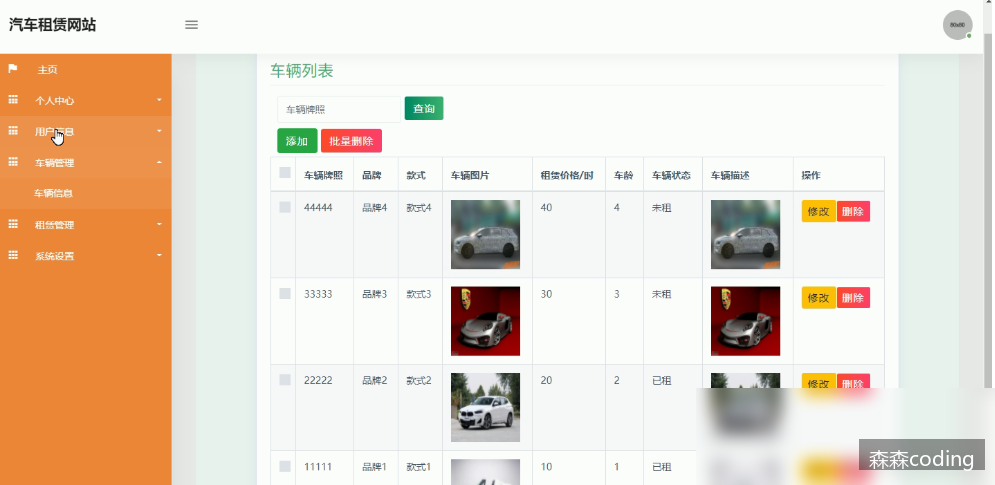 汽车租赁网站
80x80
主页
个人中心
用户信息
车辆管理
车辆信息
租赁管理
系统设置
车辆列表
车辆牌照 查询
添加 批量删除
车辆牌照 品牌 款式 车辆图片 租赁价格/时 车龄 车辆状态 车辆描述 操作
44444 品牌4 款式4 40 4 未租 修改 删除
33333 品牌3 款式3 30 3 未租 修改 删除
22222 品牌2 款式2 20 2 已租 修改 删除
11111 品牌1 款式1 10 1 已租
森森coding